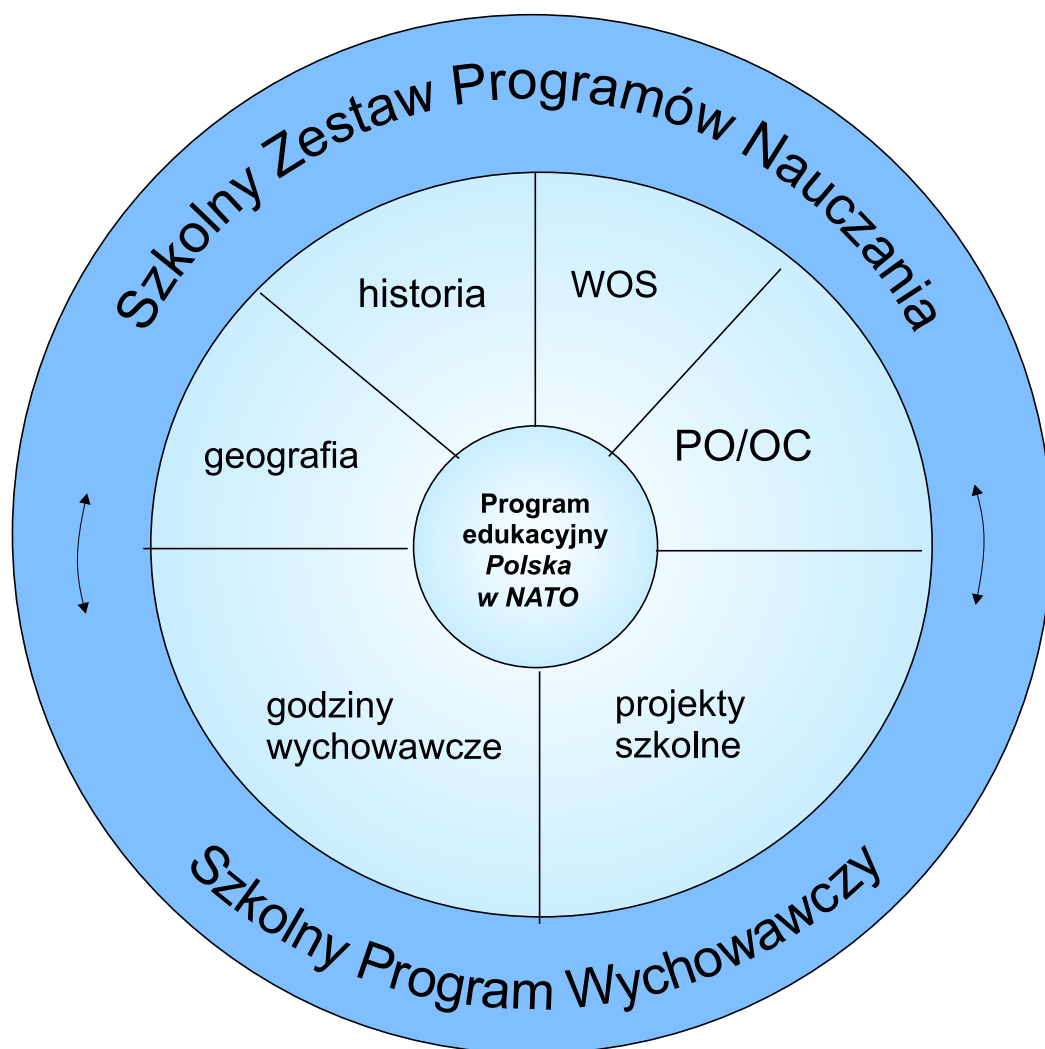 Szkolny Zestaw Programów Nauczania
historia
WOS
geografia
PO/OC
Program
edukacyjny
Polska
w NATO
godziny
wychowawcze
projekty
szkolne
Szkolny Program Wychowawczy